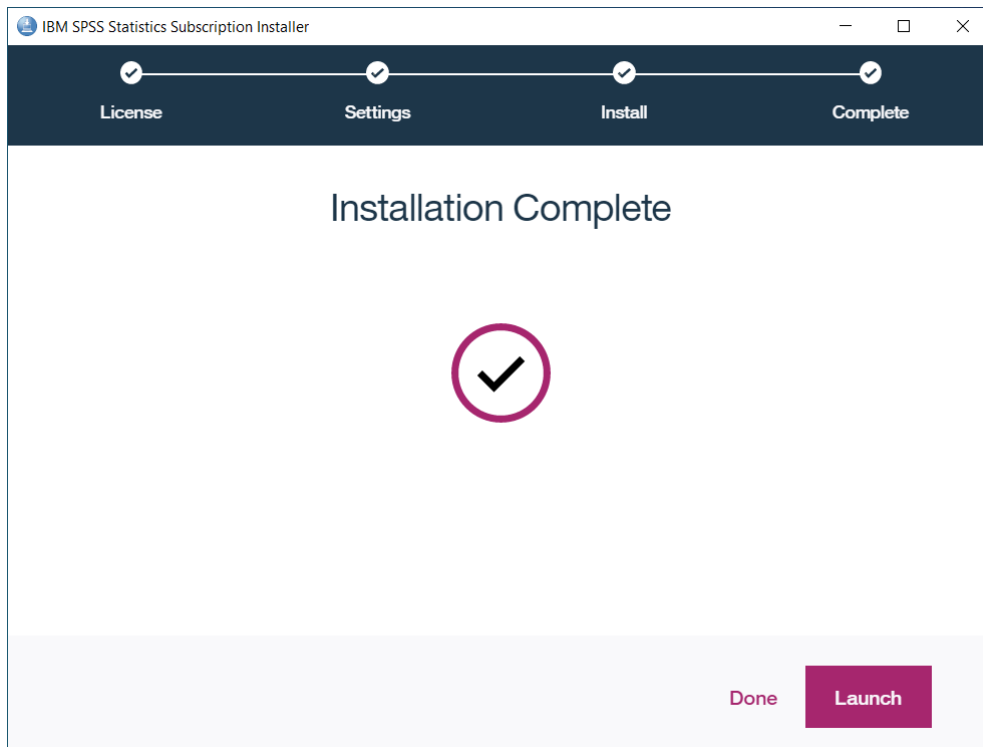 IBM SPSS Statistics Subscription Installer
License Settings Install Complete
Installation Complete
Done Launch